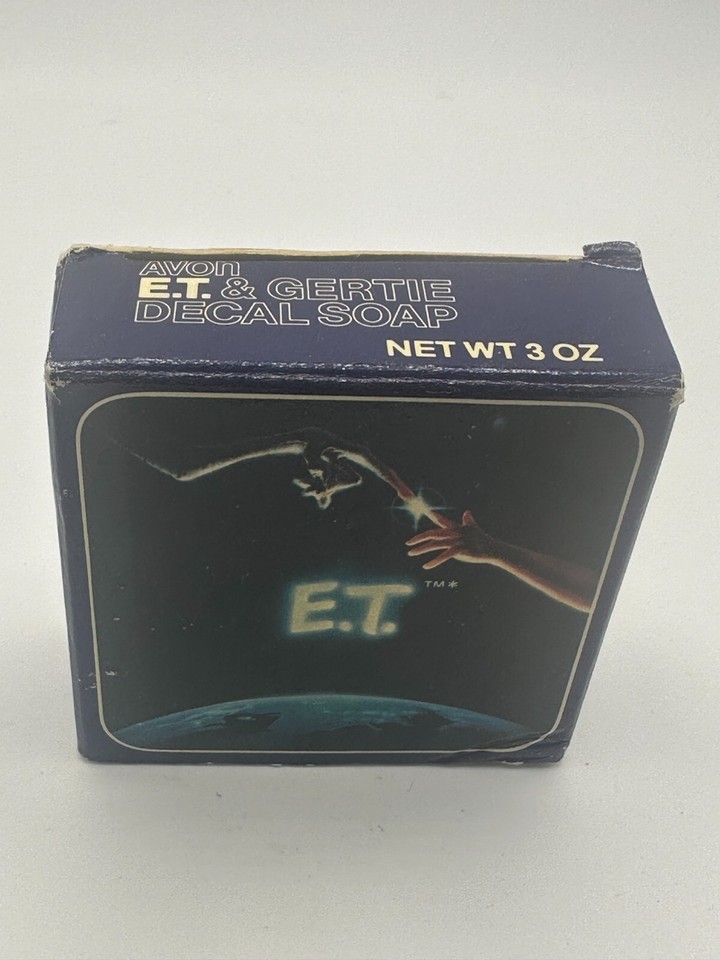 AVON
E.T. & GERTIE
DECAL SOAP
NET WT 3 OZ
E.T. ™*